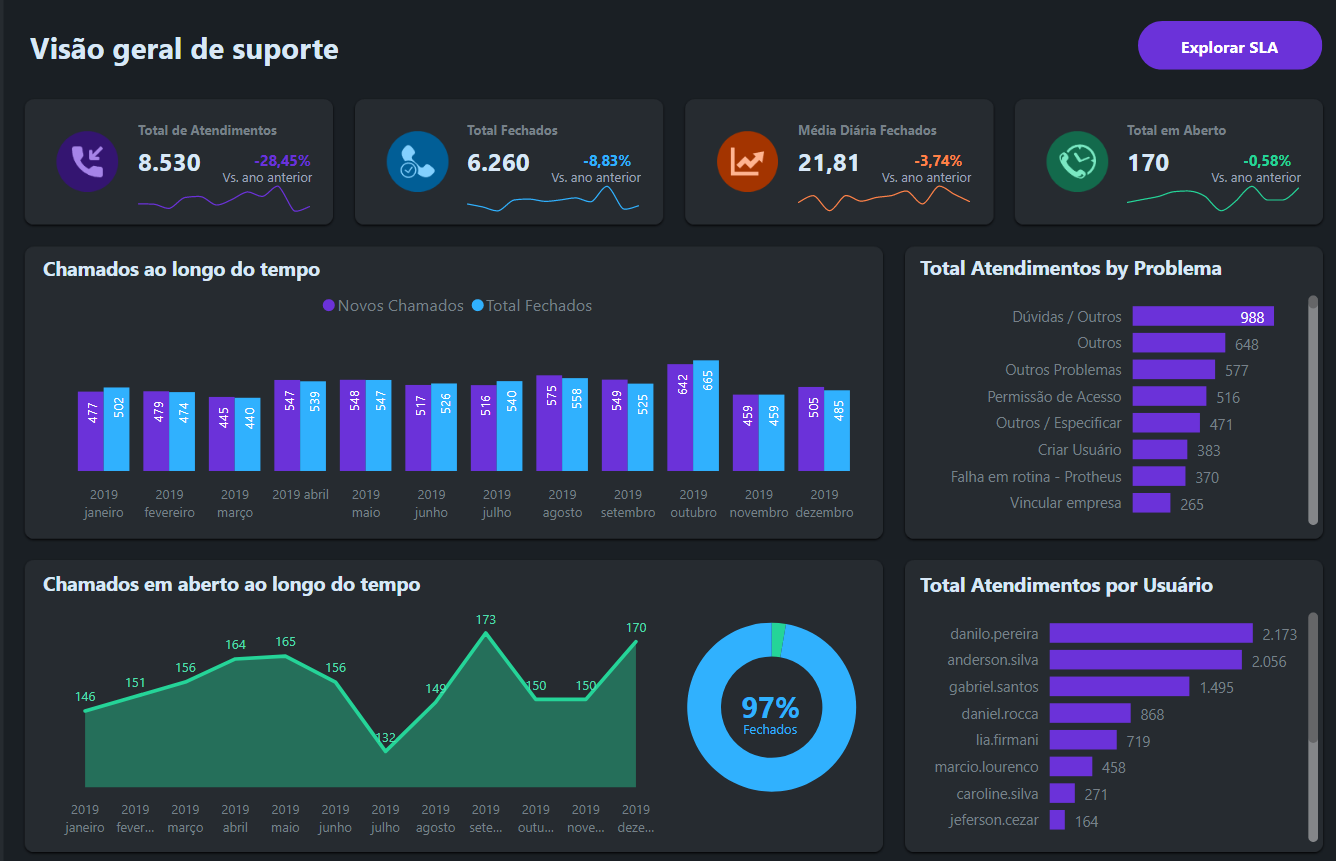 Visão geral de suporte
Explorar SLA
Total de Atendimentos
8.530
-28,45%
Vs. ano anterior
Total Fechados
6.260
-8,83%
Vs. ano anterior
Média Diária Fechados
21,81
-3,74%
Vs. ano anterior
Total em Aberto
170
-0,58%
Vs. ano anterior
Chamados ao longo do tempo
Novos Chamados Total Fechados
477 502 479 474 445 440 547 539 548 547 517 526 516 540 575 558 549 525 642 665 459 459 505 485
2019 2019 2019 2019 abril 2019 2019 2019 2019 2019 2019 2019 2019
janeiro fevereiro março maio junho julho agosto setembro outubro novembro dezembro
Total Atendimentos by Problema
Dúvidas / Outros 988
Outros 648
Outros Problemas 577
Permissão de Acesso 516
Outros / Especificar 471
Criar Usuário 383
Falha em rotina - Protheus 370
Vincular empresa 265
Chamados em aberto ao longo do tempo
146 151 156 164 165 156 132 149 173 150 150 170
2019 2019 2019 2019 2019 2019 2019 2019 2019 2019 2019 2019
janeiro fever... março abril maio junho julho agosto sete... outu... nove... deze...
97%
Fechados
Total Atendimentos por Usuário
danilo.pereira 2.173
anderson.silva 2.056
gabriel.santos 1.495
daniel.rocca 868
lia.firmani 719
marcio.lourenco 458
caroline.silva 271
jeferson.cezar 164